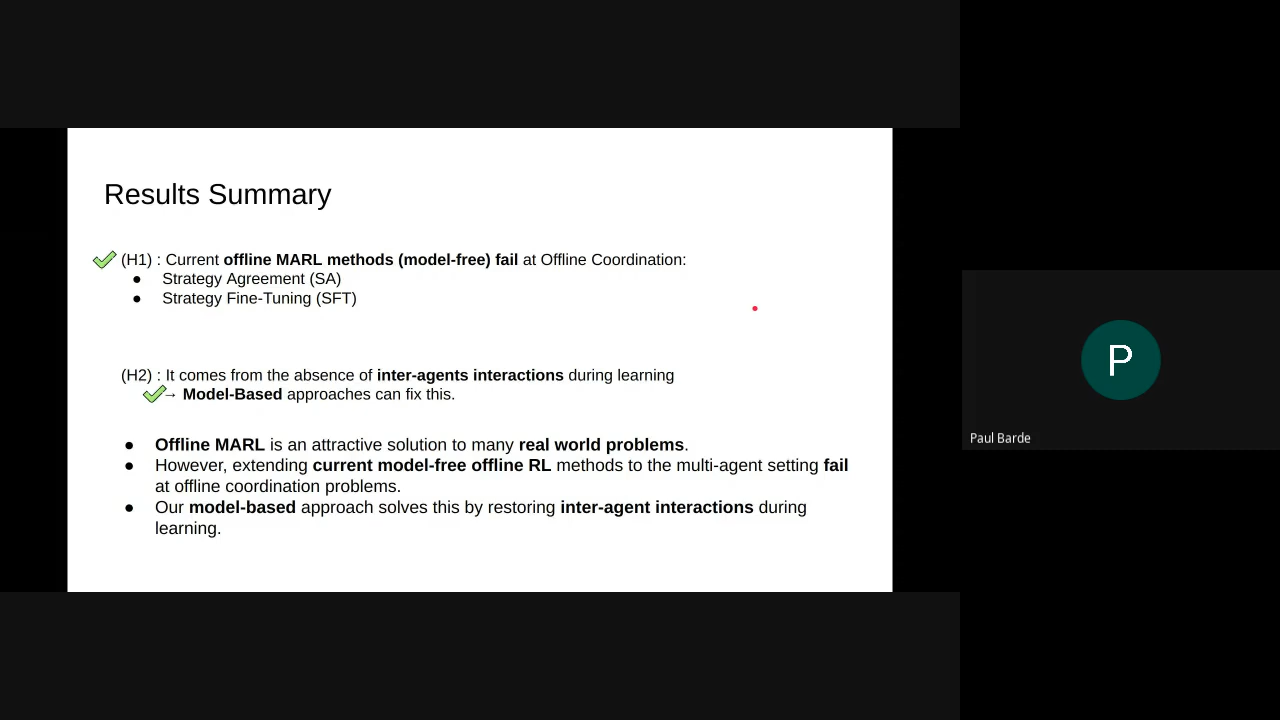 Results Summary
(H1) : Current offline MARL methods (model-free) fail at Offline Coordination:
● Strategy Agreement (SA)
● Strategy Fine-Tuning (SFT)
(H2) : It comes from the absence of inter-agents interactions during learning
→ Model-Based approaches can fix this.
● Offline MARL is an attractive solution to many real world problems.
● However, extending current model-free offline RL methods to the multi-agent setting fail
at offline coordination problems.
● Our model-based approach solves this by restoring inter-agent interactions during
learning.
P
Paul Barde